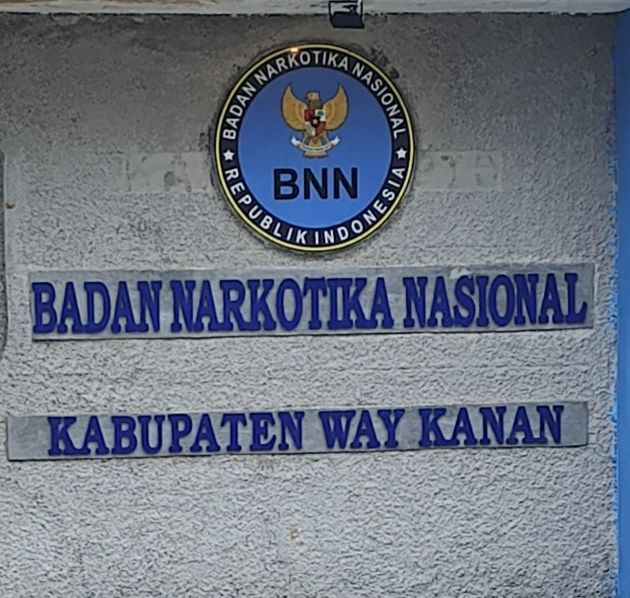 BADAN NARKOTIKA NASIONAL
BNN
REPUBLIK INDONESIA
BADAN NARKOTIKA NASIONAL
KABUPATEN WAY KANAN